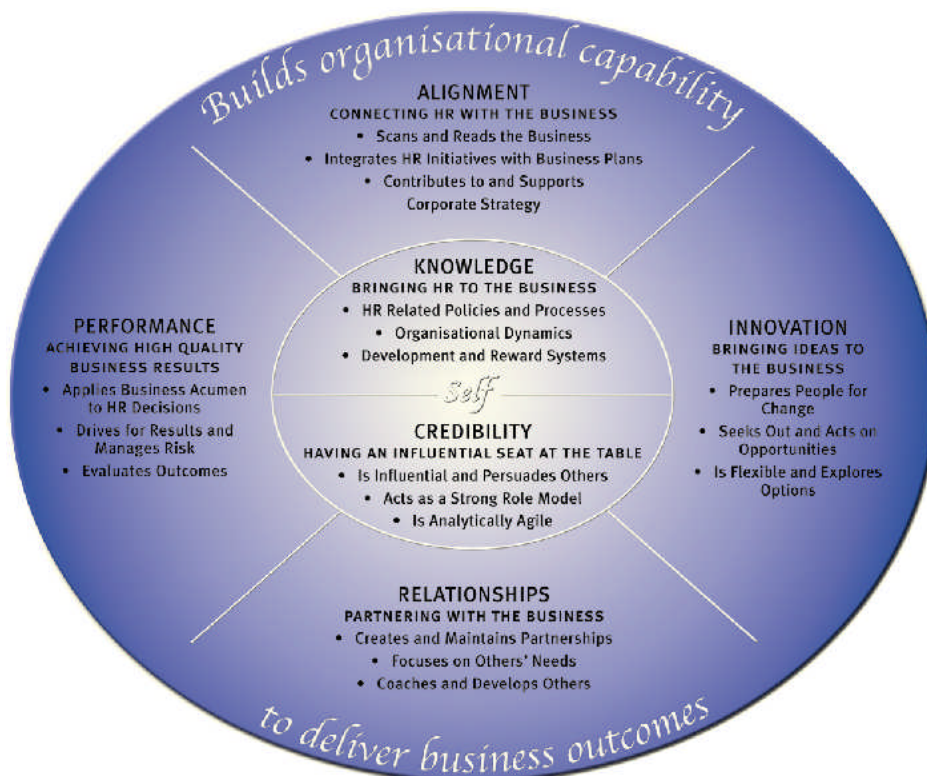 Builds organisational capability
ALIGNMENT
CONNECTING HR WITH THE BUSINESS
• Scans and Reads the Business
• Integrates HR Initiatives with Business Plans
• Contributes to and Supports
Corporate Strategy
KNOWLEDGE
BRINGING HR TO THE BUSINESS
• HR Related Policies and Processes
• Organisational Dynamics
• Development and Reward Systems
PERFORMANCE
ACHIEVING HIGH QUALITY
BUSINESS RESULTS
• Applies Business Acumen
to HR Decisions
• Drives for Results and
Manages Risk
• Evaluates Outcomes
Self
INNOVATION
BRINGING IDEAS TO
THE BUSINESS
• Prepares People for
Change
• Seeks Out and Acts on
Opportunities
• Is Flexible and Explores
Options
CREDIBILITY
HAVING AN INFLUENTIAL SEAT AT THE TABLE
• Is Influential and Persuades Others
• Acts as a Strong Role Model
• Is Analytically Agile
RELATIONSHIPS
PARTNERING WITH THE BUSINESS
• Creates and Maintains Partnerships
• Focuses on Others' Needs
• Coaches and Develops Others
to deliver business outcomes